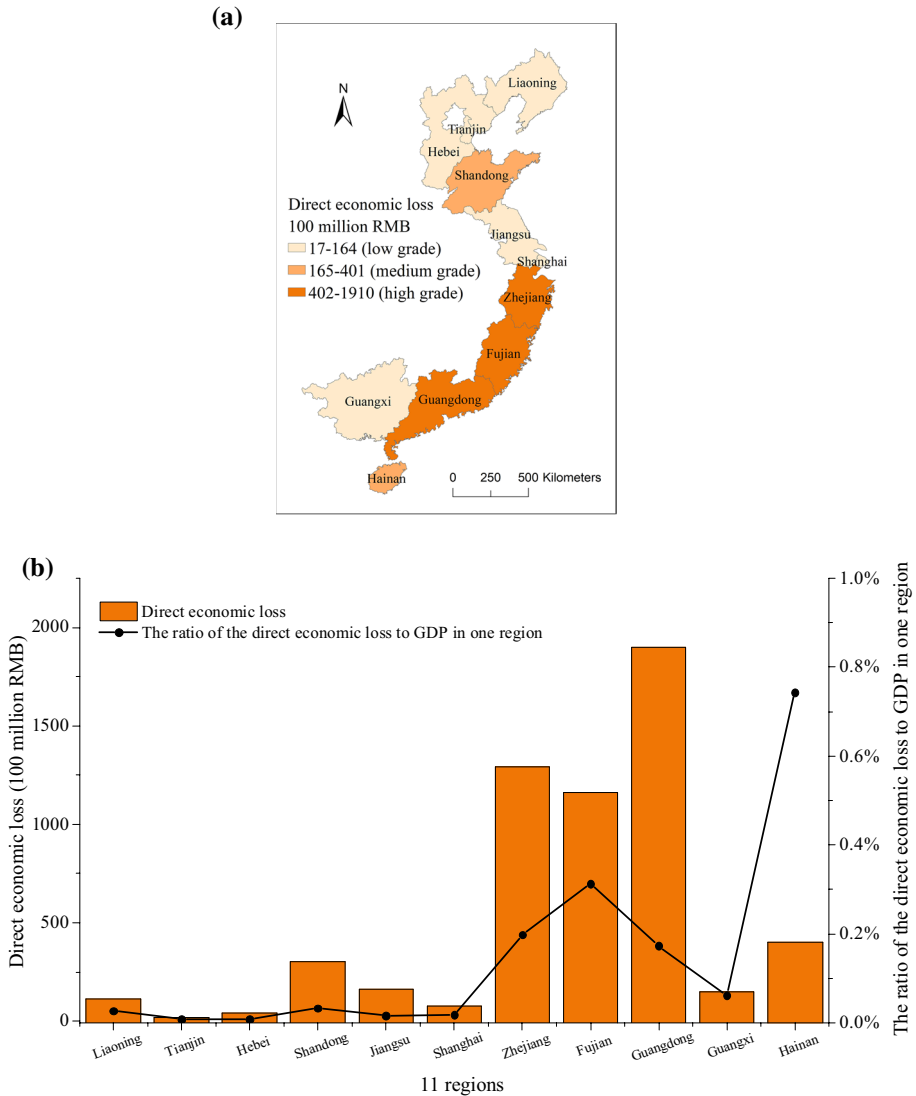 (a)
N
Liaoning
Tianjin
Hebei
Shandong
Direct economic loss
100 million RMB
17-164 (low grade)
165-401 (medium grade)
402-1910 (high grade)
Jiangsu
Shanghai
Zhejiang
Fujian
Guangxi
Guangdong
Hainan
0 250 500 Kilometers
(b)
Direct economic loss
The ratio of the direct economic loss to GDP in one region
Direct economic loss (100 million RMB)
2000
1500
1000
500
0
1.0%
0.8%
0.6%
0.4%
0.2%
0.0%
The ratio of the direct economic loss to GDP in one region
Liaoning
Tianjin
Hebei
Shandong
Jiangsu
Shanghai
Zhejiang
Fujian
Guangdong
Guangxi
Hainan
11 regions